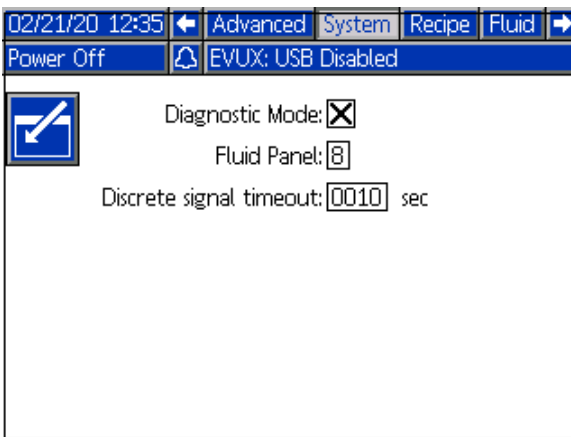 02/21/20 12:35 Advanced System Recipe Fluid
Power Off EVUX: USB Disabled
Diagnostic Mode:
Fluid Panel: 8
Discrete signal timeout: 0010 sec